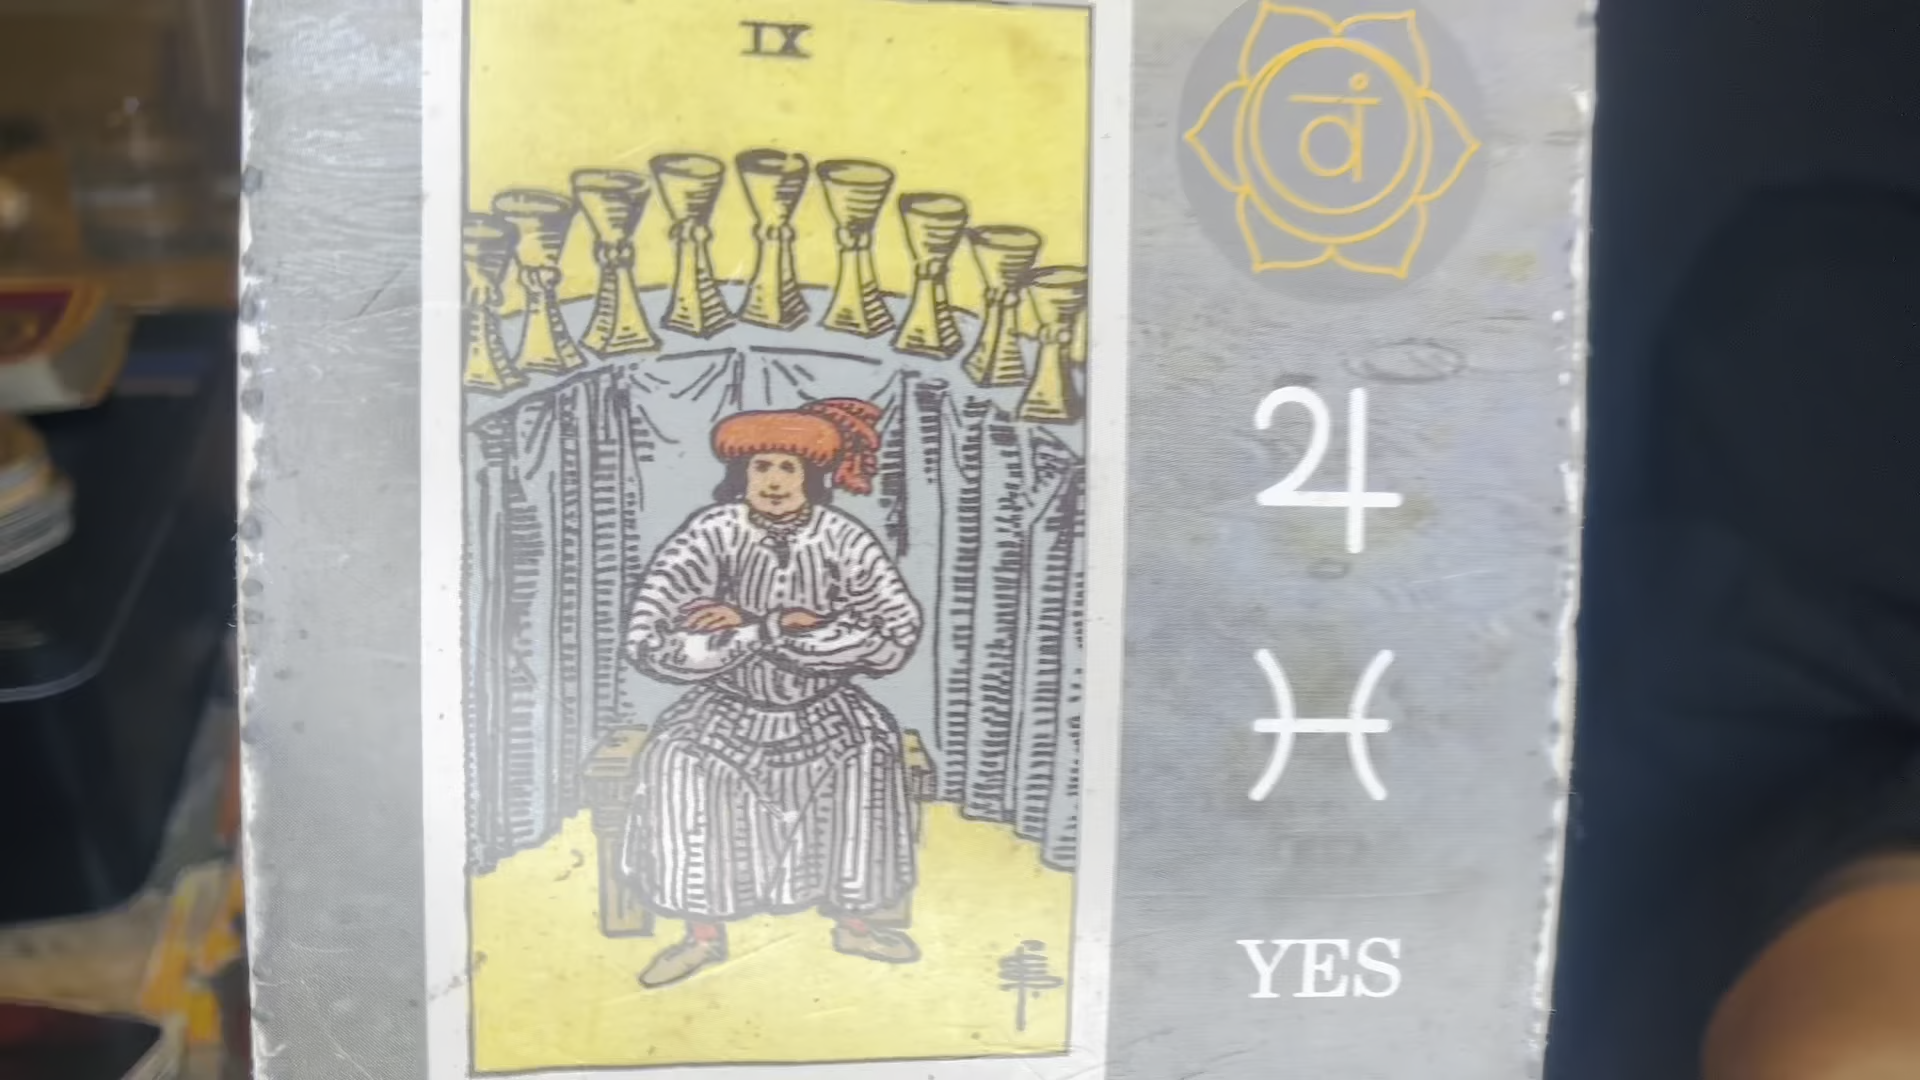 IX
वं
♃
♓
YES